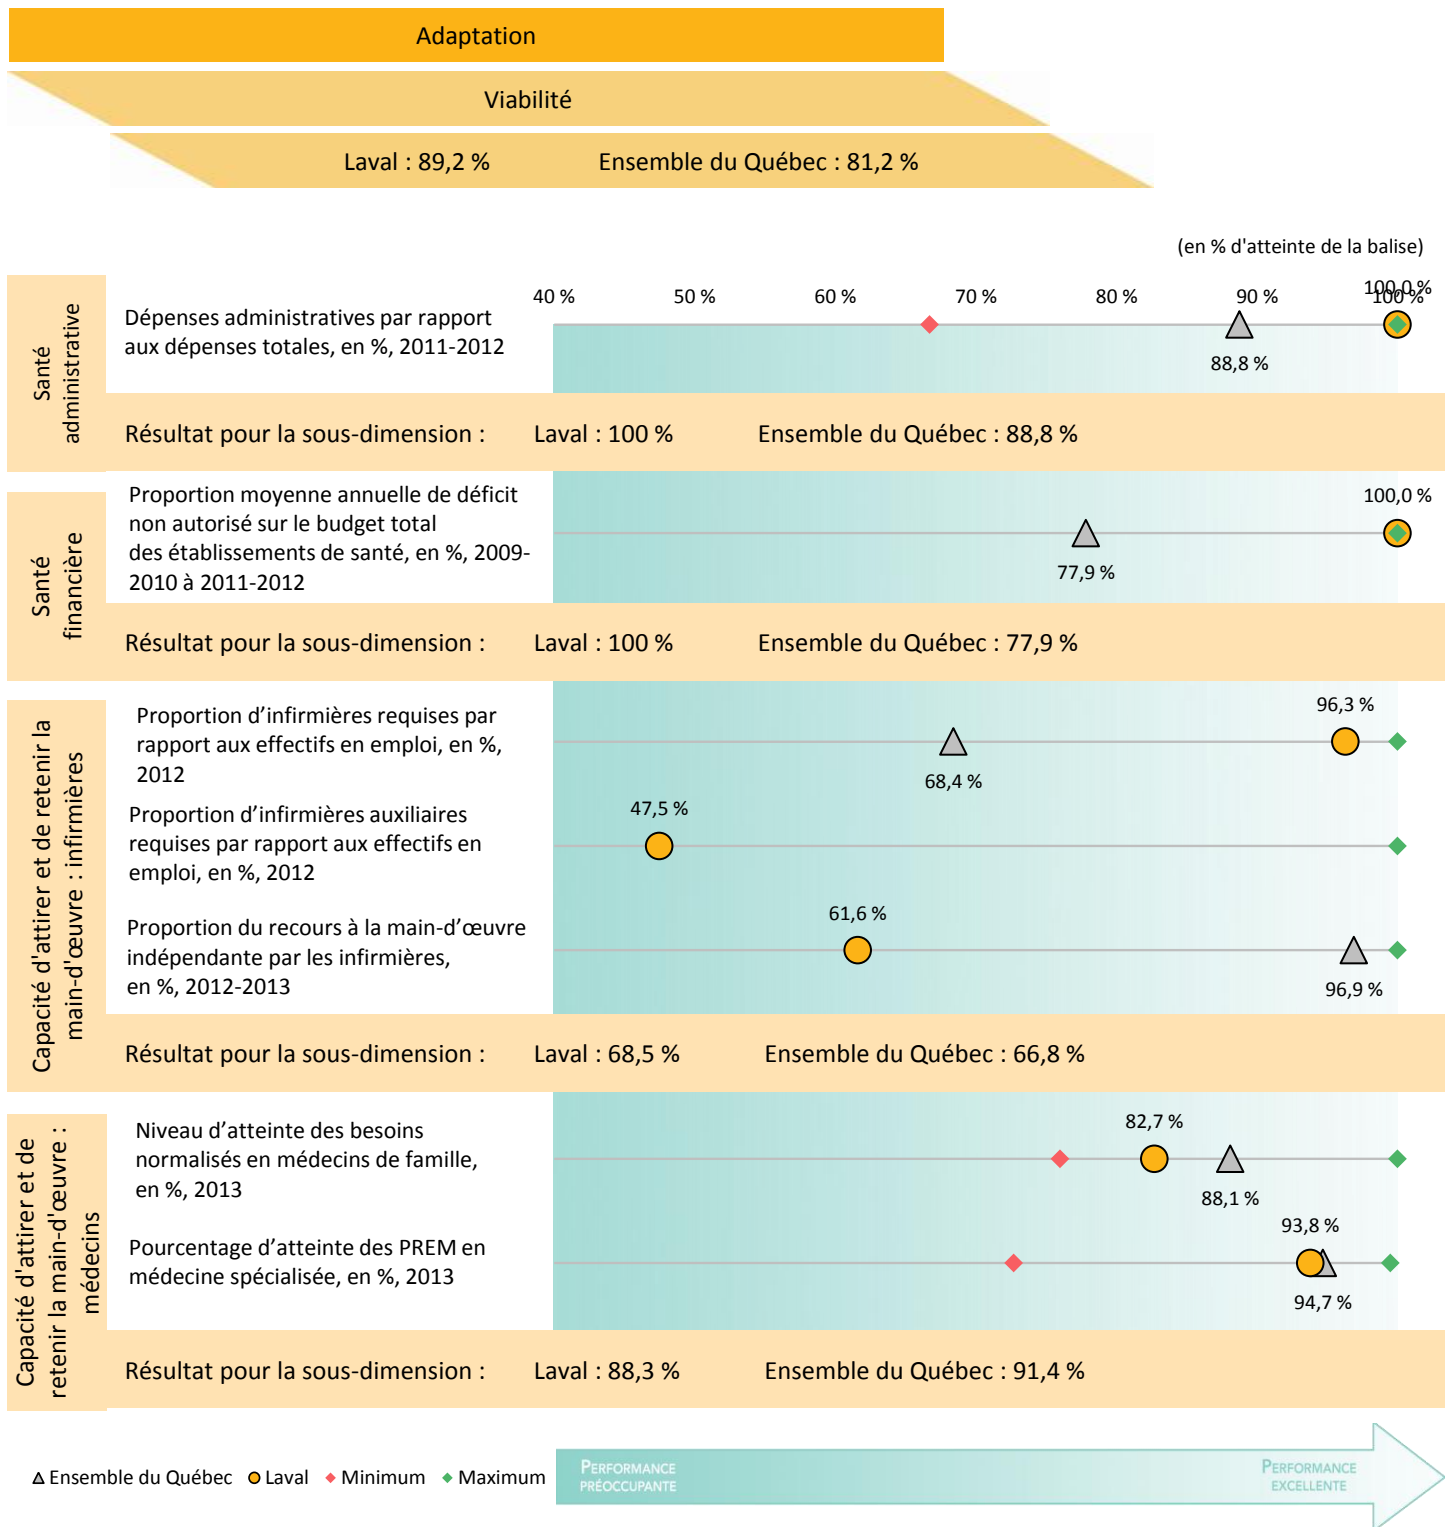 Adaptation
Viabilité
Laval : 89,2 % Ensemble du Québec : 81,2 %
(en % d'atteinte de la balise)
40 % 50 % 60 % 70 % 80 % 90 % 100 %
Santé
administrative
Dépenses administratives par rapport
aux dépenses totales, en %, 2011-2012
100,0 %
88,8 %
Résultat pour la sous-dimension : Laval : 100 % Ensemble du Québec : 88,8 %
Santé
financière
Proportion moyenne annuelle de déficit
non autorisé sur le budget total
des établissements de santé, en %, 2009-
2010 à 2011-2012
100,0 %
77,9 %
Résultat pour la sous-dimension : Laval : 100 % Ensemble du Québec : 77,9 %
Capacité d'attirer et de retenir la
main-d'œuvre : infirmières
Proportion d’infirmières requises par
rapport aux effectifs en emploi, en %,
2012
96,3 %
68,4 %
Proportion d’infirmières auxiliaires
requises par rapport aux effectifs en
emploi, en %, 2012
47,5 %
Proportion du recours à la main-d’œuvre
indépendante par les infirmières,
en %, 2012-2013
61,6 %
96,9 %
Résultat pour la sous-dimension : Laval : 68,5 % Ensemble du Québec : 66,8 %
Capacité d'attirer et de
retenir la main-d'œuvre :
médecins
Niveau d’atteinte des besoins
normalisés en médecins de famille,
en %, 2013
82,7 %
88,1 %
Pourcentage d’atteinte des PREM en
médecine spécialisée, en %, 2013
93,8 %
94,7 %
Résultat pour la sous-dimension : Laval : 88,3 % Ensemble du Québec : 91,4 %
Ensemble du Québec Laval Minimum Maximum
PERFORMANCE
PRÉOCCUPANTE
PERFORMANCE
EXCELLENTE